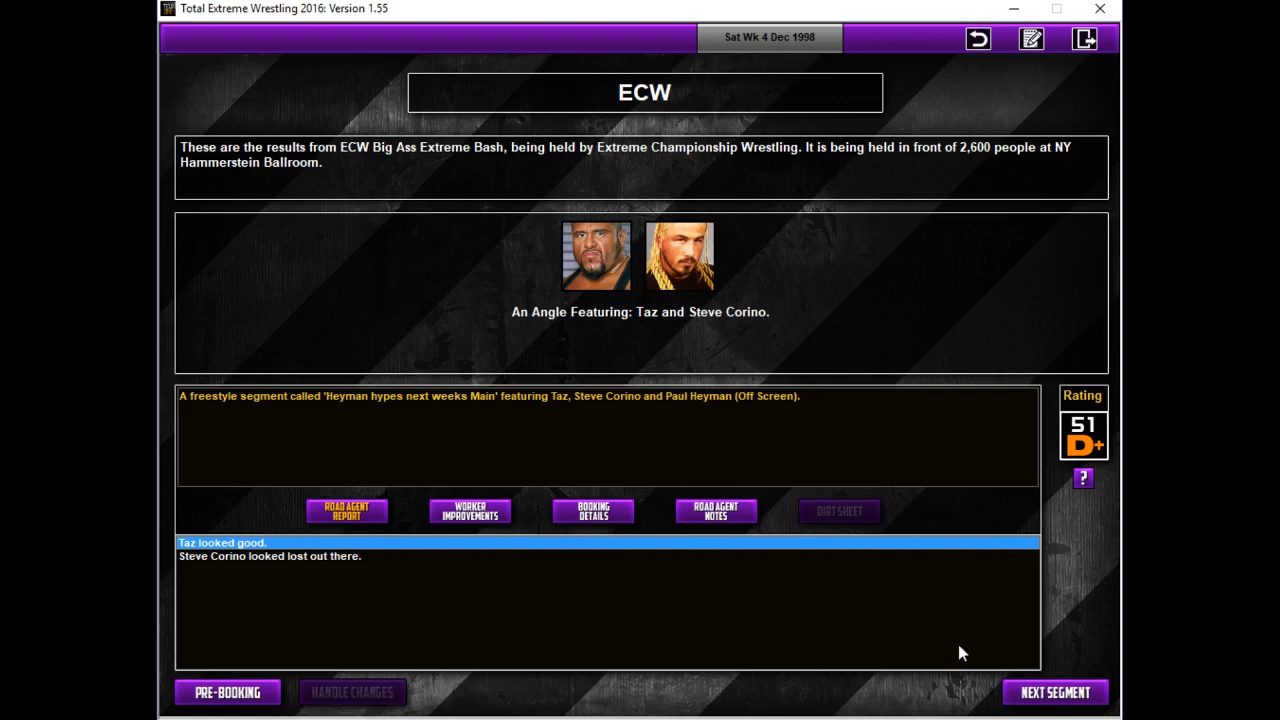 Total Extreme Wrestling 2016: Version 1.55
Sat Wk 4 Dec 1998
ECW
These are the results from ECW Big Ass Extreme Bash, being held by Extreme Championship Wrestling. It is being held in front of 2,600 people at NY
Hammerstein Ballroom.
An Angle Featuring: Taz and Steve Corino.
A freestyle segment called 'Heyman hypes next weeks Main' featuring Taz, Steve Corino and Paul Heyman (Off Screen).
Rating
51
D+
?
ROAD AGENT
REPORT
WORKER
IMPROVEMENTS
BOOKING
DETAILS
ROAD AGENT
NOTES
DIRT SHEET
Taz looked good.
Steve Corino looked lost out there.
PRE-BOOKING
HANDLE CHANGES
NEXT SEGMENT